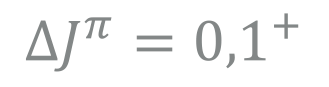 ΔJ^π = 0,1⁺